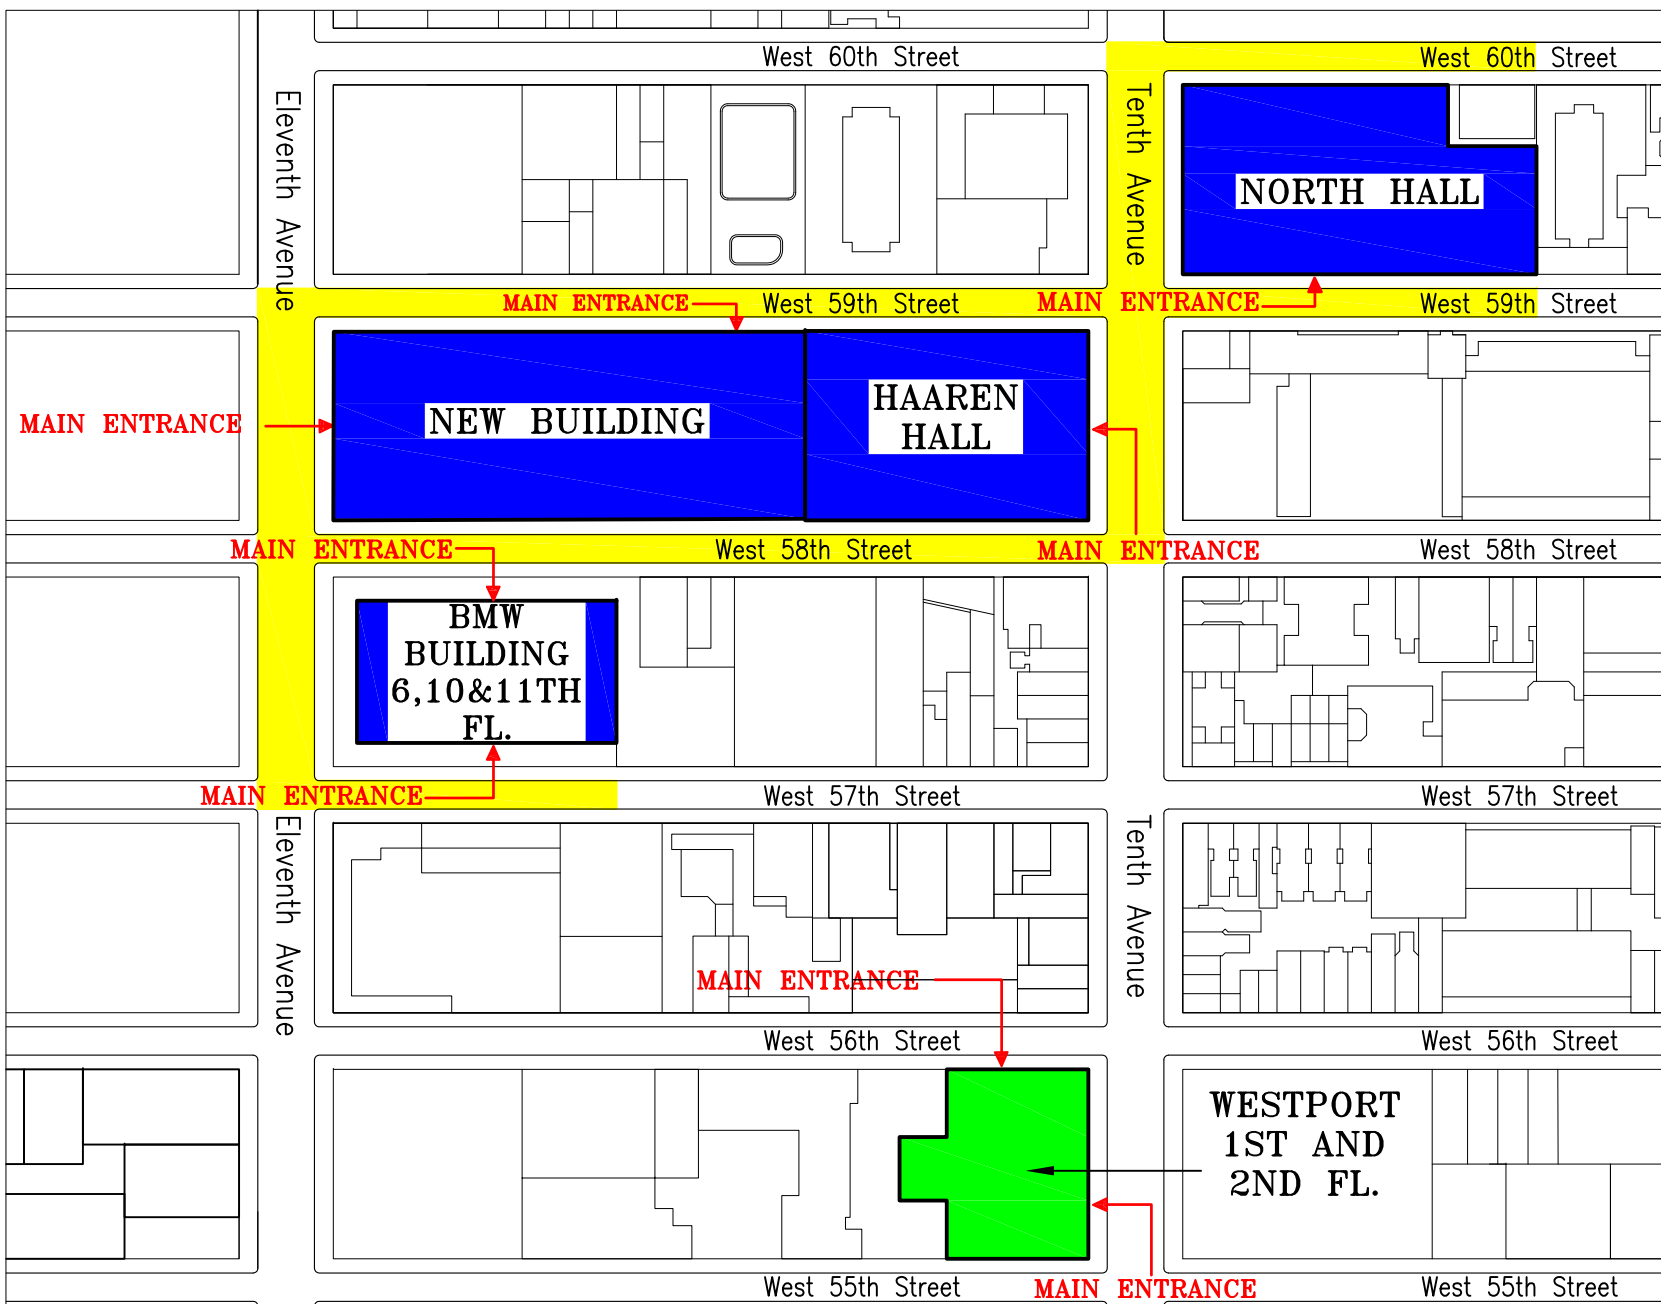 West 60th Street
West 60th Street
Eleventh Avenue
Tenth Avenue
NORTH HALL
MAIN ENTRANCE
West 59th Street
MAIN ENTRANCE
West 59th Street
MAIN ENTRANCE
NEW BUILDING
HAAREN
HALL
MAIN ENTRANCE
West 58th Street
MAIN ENTRANCE
West 58th Street
BMW
BUILDING
6,10&11TH
FL.
MAIN ENTRANCE
West 57th Street
West 57th Street
Eleventh Avenue
Tenth Avenue
MAIN ENTRANCE
West 56th Street
West 56th Street
WESTPORT
1ST AND
2ND FL.
West 55th Street
MAIN ENTRANCE
West 55th Street